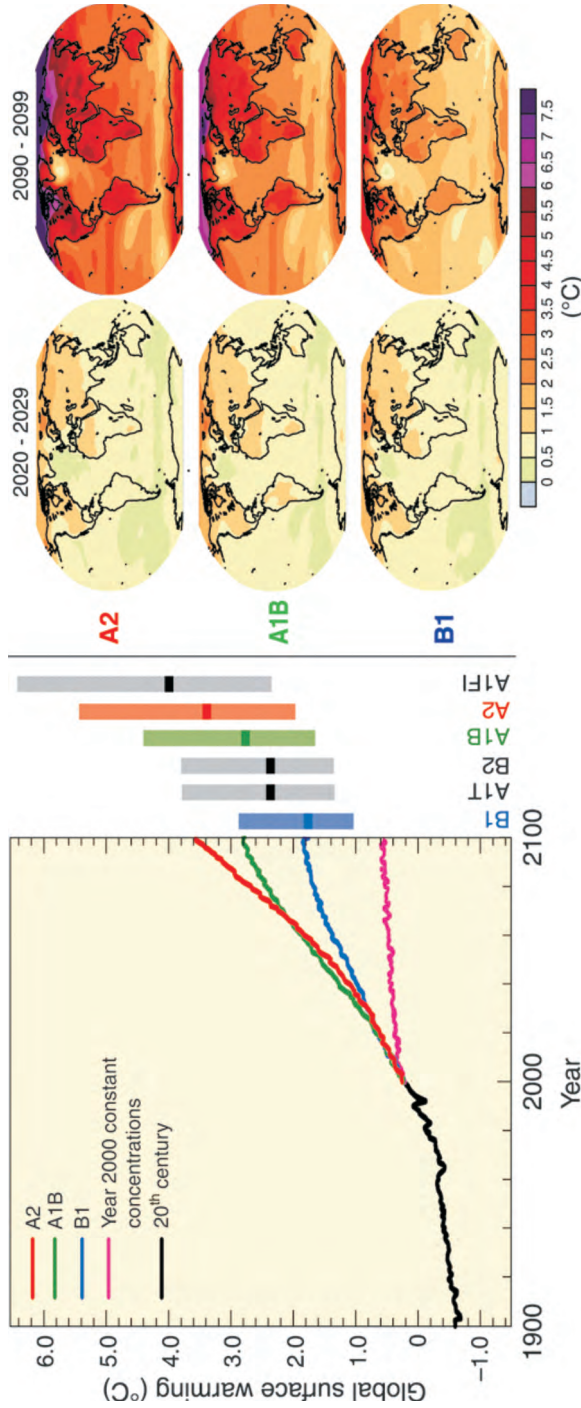 Global surface warming (°C)
6.0
5.0
4.0
3.0
2.0
1.0
0
-1.0
A2
A1B
B1
Year 2000 constant
concentrations
20th century
1900
2000
2100
Year
B1
A1T
B2
A1B
A2
A1FI
2020 - 2029
2090 - 2099
A2
A1B
B1
0 0.5 1 1.5 2 2.5 3 3.5 4 4.5 5 5.5 6 6.5 7 7.5
(°C)